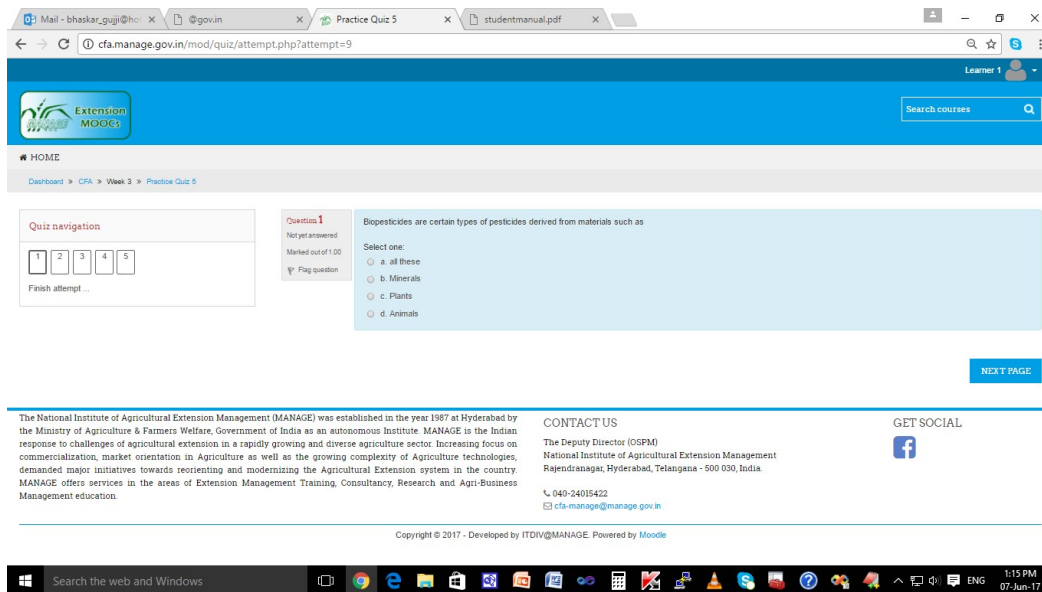 Mail - bhaskar_gujji@ho
@gov.in
Practice Quiz 5
studentmanual.pdf
cfa.manage.gov.in/mod/quiz/attempt.php?attempt=9
Learner 1
Extension
MOOCs
MANAGE
Search courses
HOME
Dashboard » CFA » Week 3 » Practice Quiz 5
Quiz navigation
1 2 3 4 5
Finish attempt ...
Question 1
Not yet answered
Marked out of 1.00
Flag question
Biopesticides are certain types of pesticides derived from materials such as
Select one:
a. all these
b. Minerals
c. Plants
d. Animals
NEXT PAGE
The National Institute of Agricultural Extension Management (MANAGE) was established in the year 1987 at Hyderabad by
the Ministry of Agriculture & Farmers Welfare, Government of India as an autonomous Institute. MANAGE is the Indian
response to challenges of agricultural extension in a rapidly growing and diverse agriculture sector. Increasing focus on
commercialization, market orientation in Agriculture as well as the growing complexity of Agriculture technologies,
demanded major initiatives towards reorienting and modernizing the Agricultural Extension system in the country.
MANAGE offers services in the areas of Extension Management Training, Consultancy, Research and Agri-Business
Management education.
CONTACT US
The Deputy Director (OSPM)
National Institute of Agricultural Extension Management
Rajendranagar, Hyderabad, Telangana - 500 030, India.
040-24015422
cfa-manage@manage.gov.in
GET SOCIAL
Copyright © 2017 - Developed by ITDIV@MANAGE. Powered by Moodle
Search the web and Windows
ENG
1:15 PM
07-Jun-17